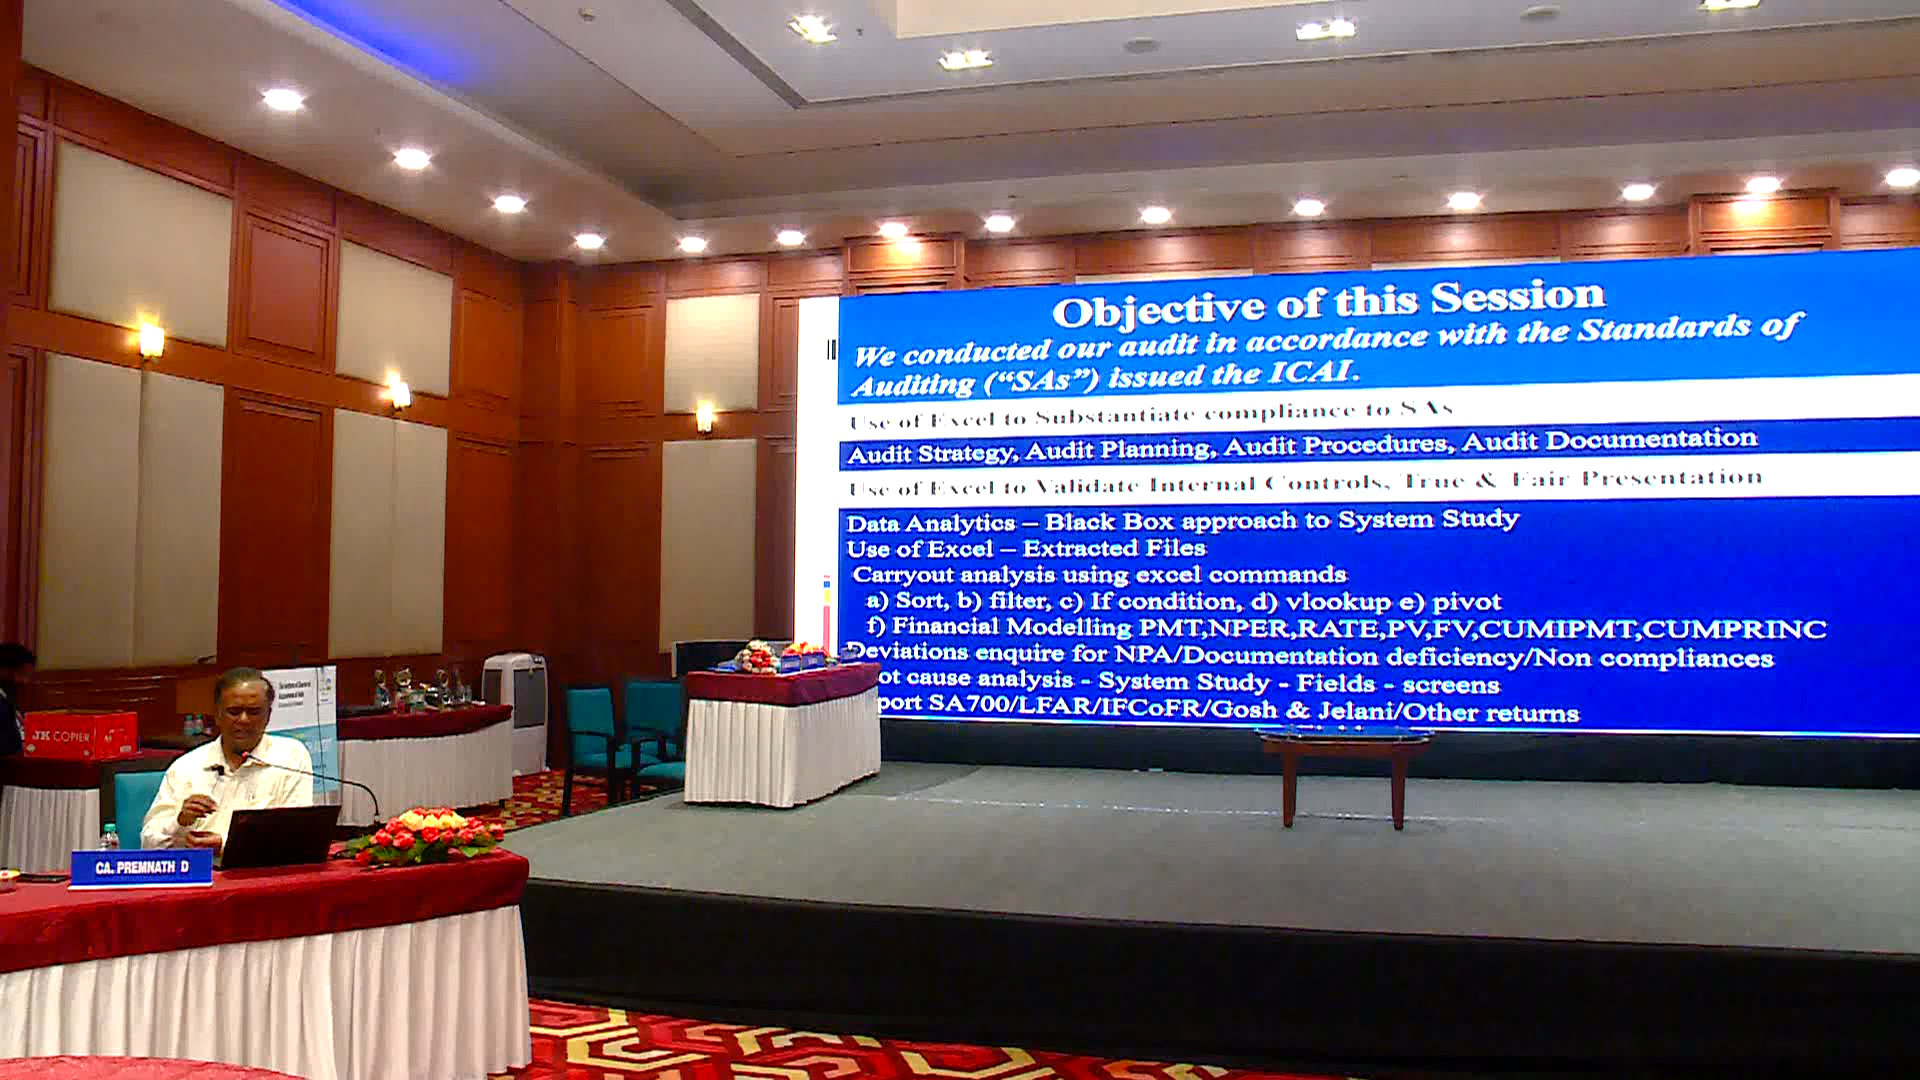 Objective of this Session
We conducted our audit in accordance with the Standards of
Auditing (“SAs”) issued the ICAI.
Use of Excel to Substantiate compliance to SAs
Audit Strategy, Audit Planning, Audit Procedures, Audit Documentation
Use of Excel to Validate Internal Controls, True & Fair Presentation
Data Analytics – Black Box approach to System Study
Use of Excel – Extracted Files
Carryout analysis using excel commands
a) Sort, b) filter, c) If condition, d) vlookup e) pivot
f) Financial Modelling PMT,NPER,RATE,PV,FV,CUMIPMT,CUMPRINC
Deviations enquire for NPA/Documentation deficiency/Non compliances
ot cause analysis - System Study - Fields - screens
port SA700/LFAR/IFCoFR/Gosh & Jelani/Other returns
JK COPIER
CA. PREMNATH D